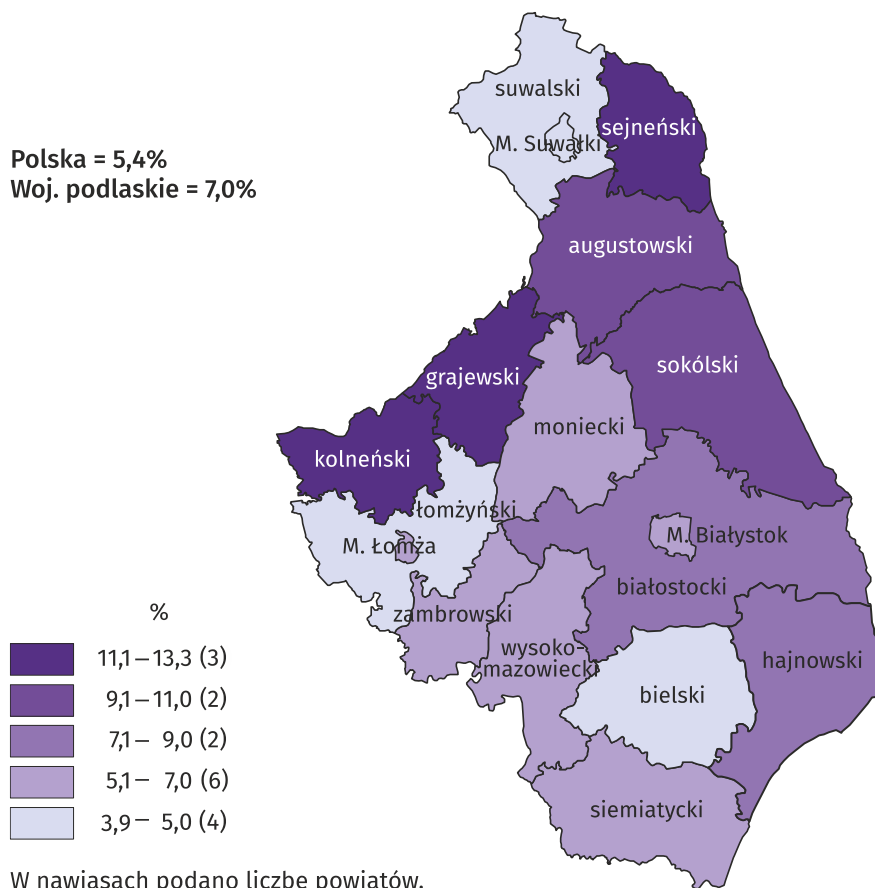 Polska = 5,4%
Woj. podlaskie = 7,0%
suwalski
M. Suwałki
sejneński
augustowski
sokólski
grajewski
moniecki
kolneński
łomżyński
M. Łomża
M. Białystok
białostocki
zambrowski
wysoko-
mazowiecki
hajnowski
bielski
siemiatycki
%
11,1 – 13,3 (3)
9,1 – 11,0 (2)
7,1 – 9,0 (2)
5,1 – 7,0 (6)
3,9 – 5,0 (4)
W nawiasach podano liczbę powiatów.